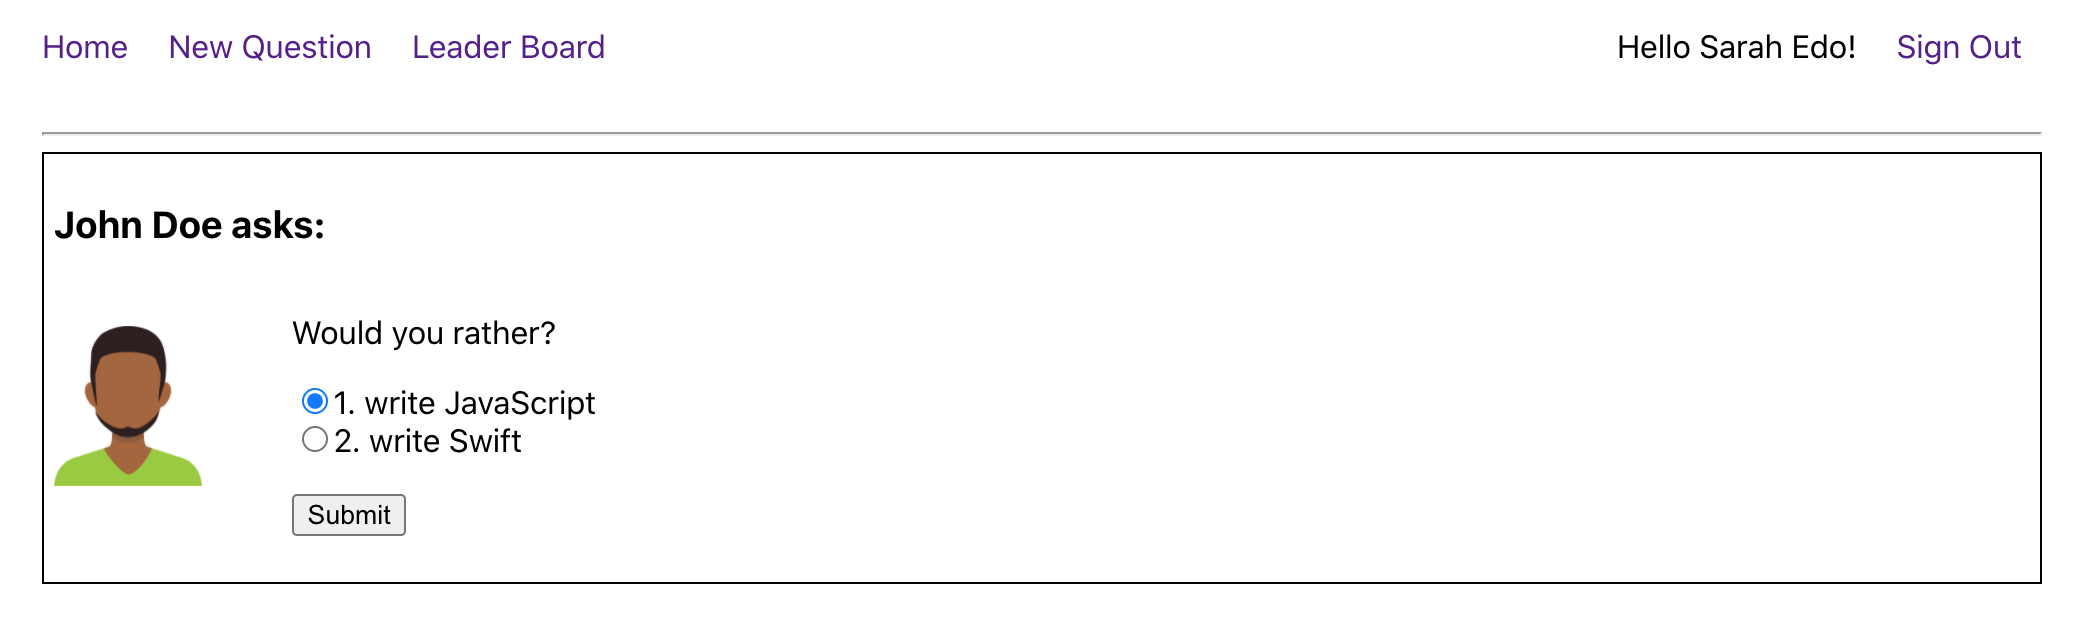 Home New Question Leader Board Hello Sarah Edo! Sign Out
John Doe asks:
Would you rather?
1. write JavaScript
2. write Swift
Submit